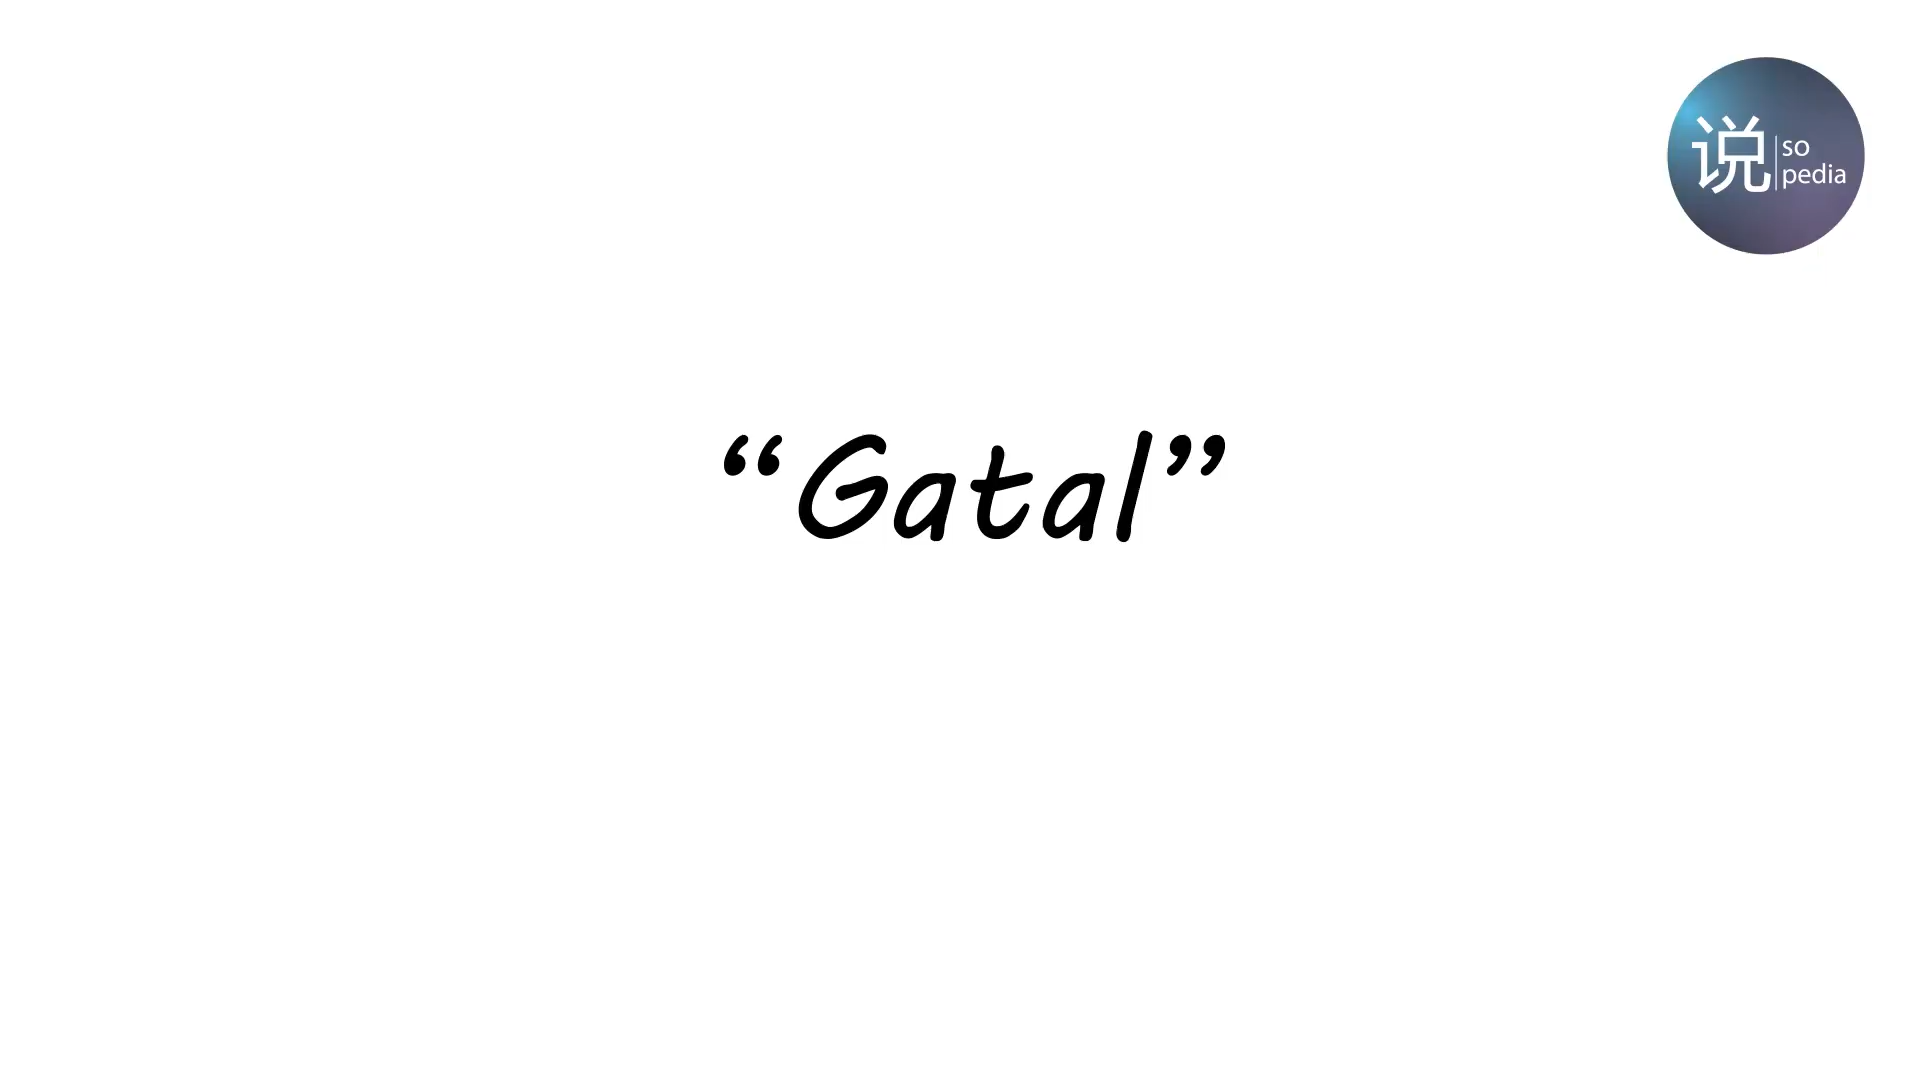 说 so
pedia
“Gatal”